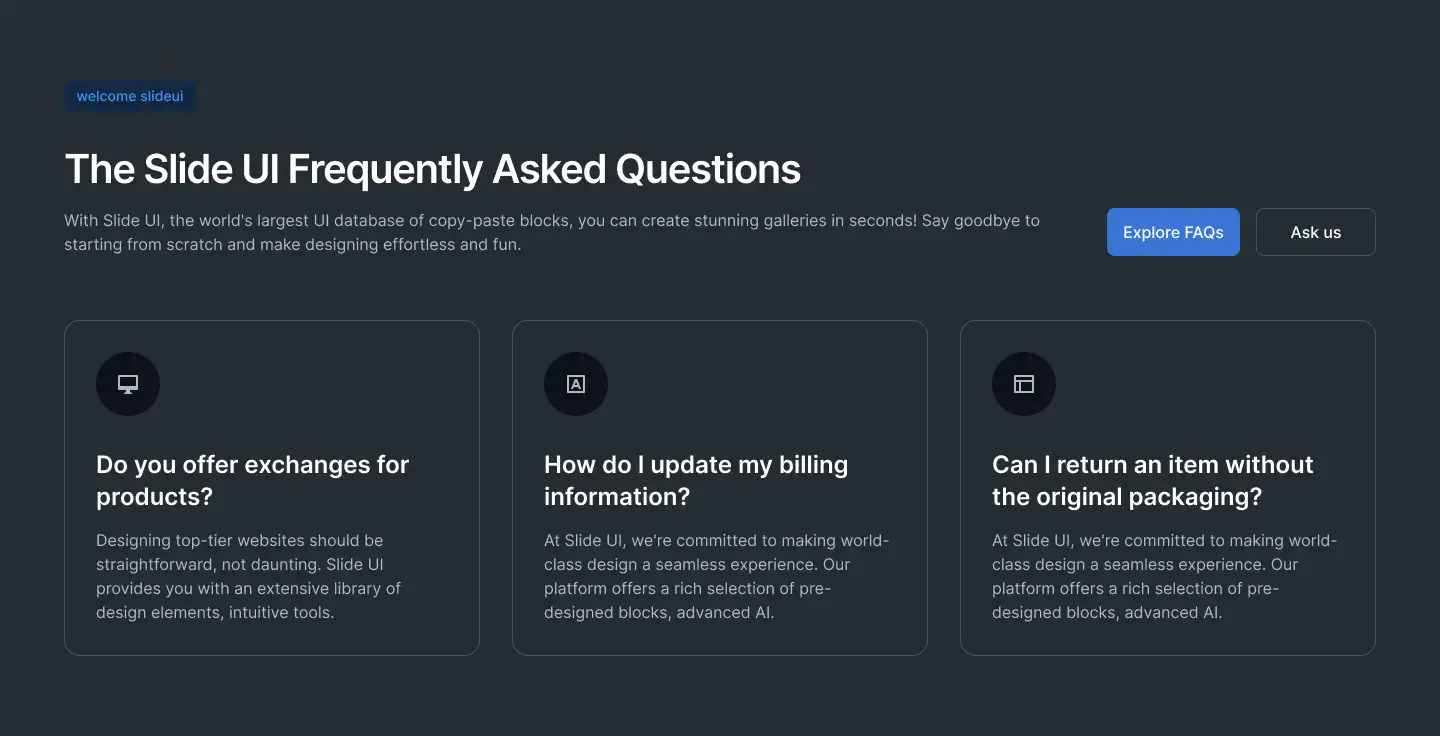 welcome slideui
The Slide UI Frequently Asked Questions
With Slide UI, the world's largest UI database of copy-paste blocks, you can create stunning galleries in seconds! Say goodbye to
starting from scratch and make designing effortless and fun.
Explore FAQs
Ask us
Do you offer exchanges for
products?
Designing top-tier websites should be
straightforward, not daunting. Slide UI
provides you with an extensive library of
design elements, intuitive tools.
A
How do I update my billing
information?
At Slide UI, we're committed to making world-
class design a seamless experience. Our
platform offers a rich selection of pre-
designed blocks, advanced AI.
Can I return an item without
the original packaging?
At Slide UI, we're committed to making world-
class design a seamless experience. Our
platform offers a rich selection of pre-
designed blocks, advanced AI.